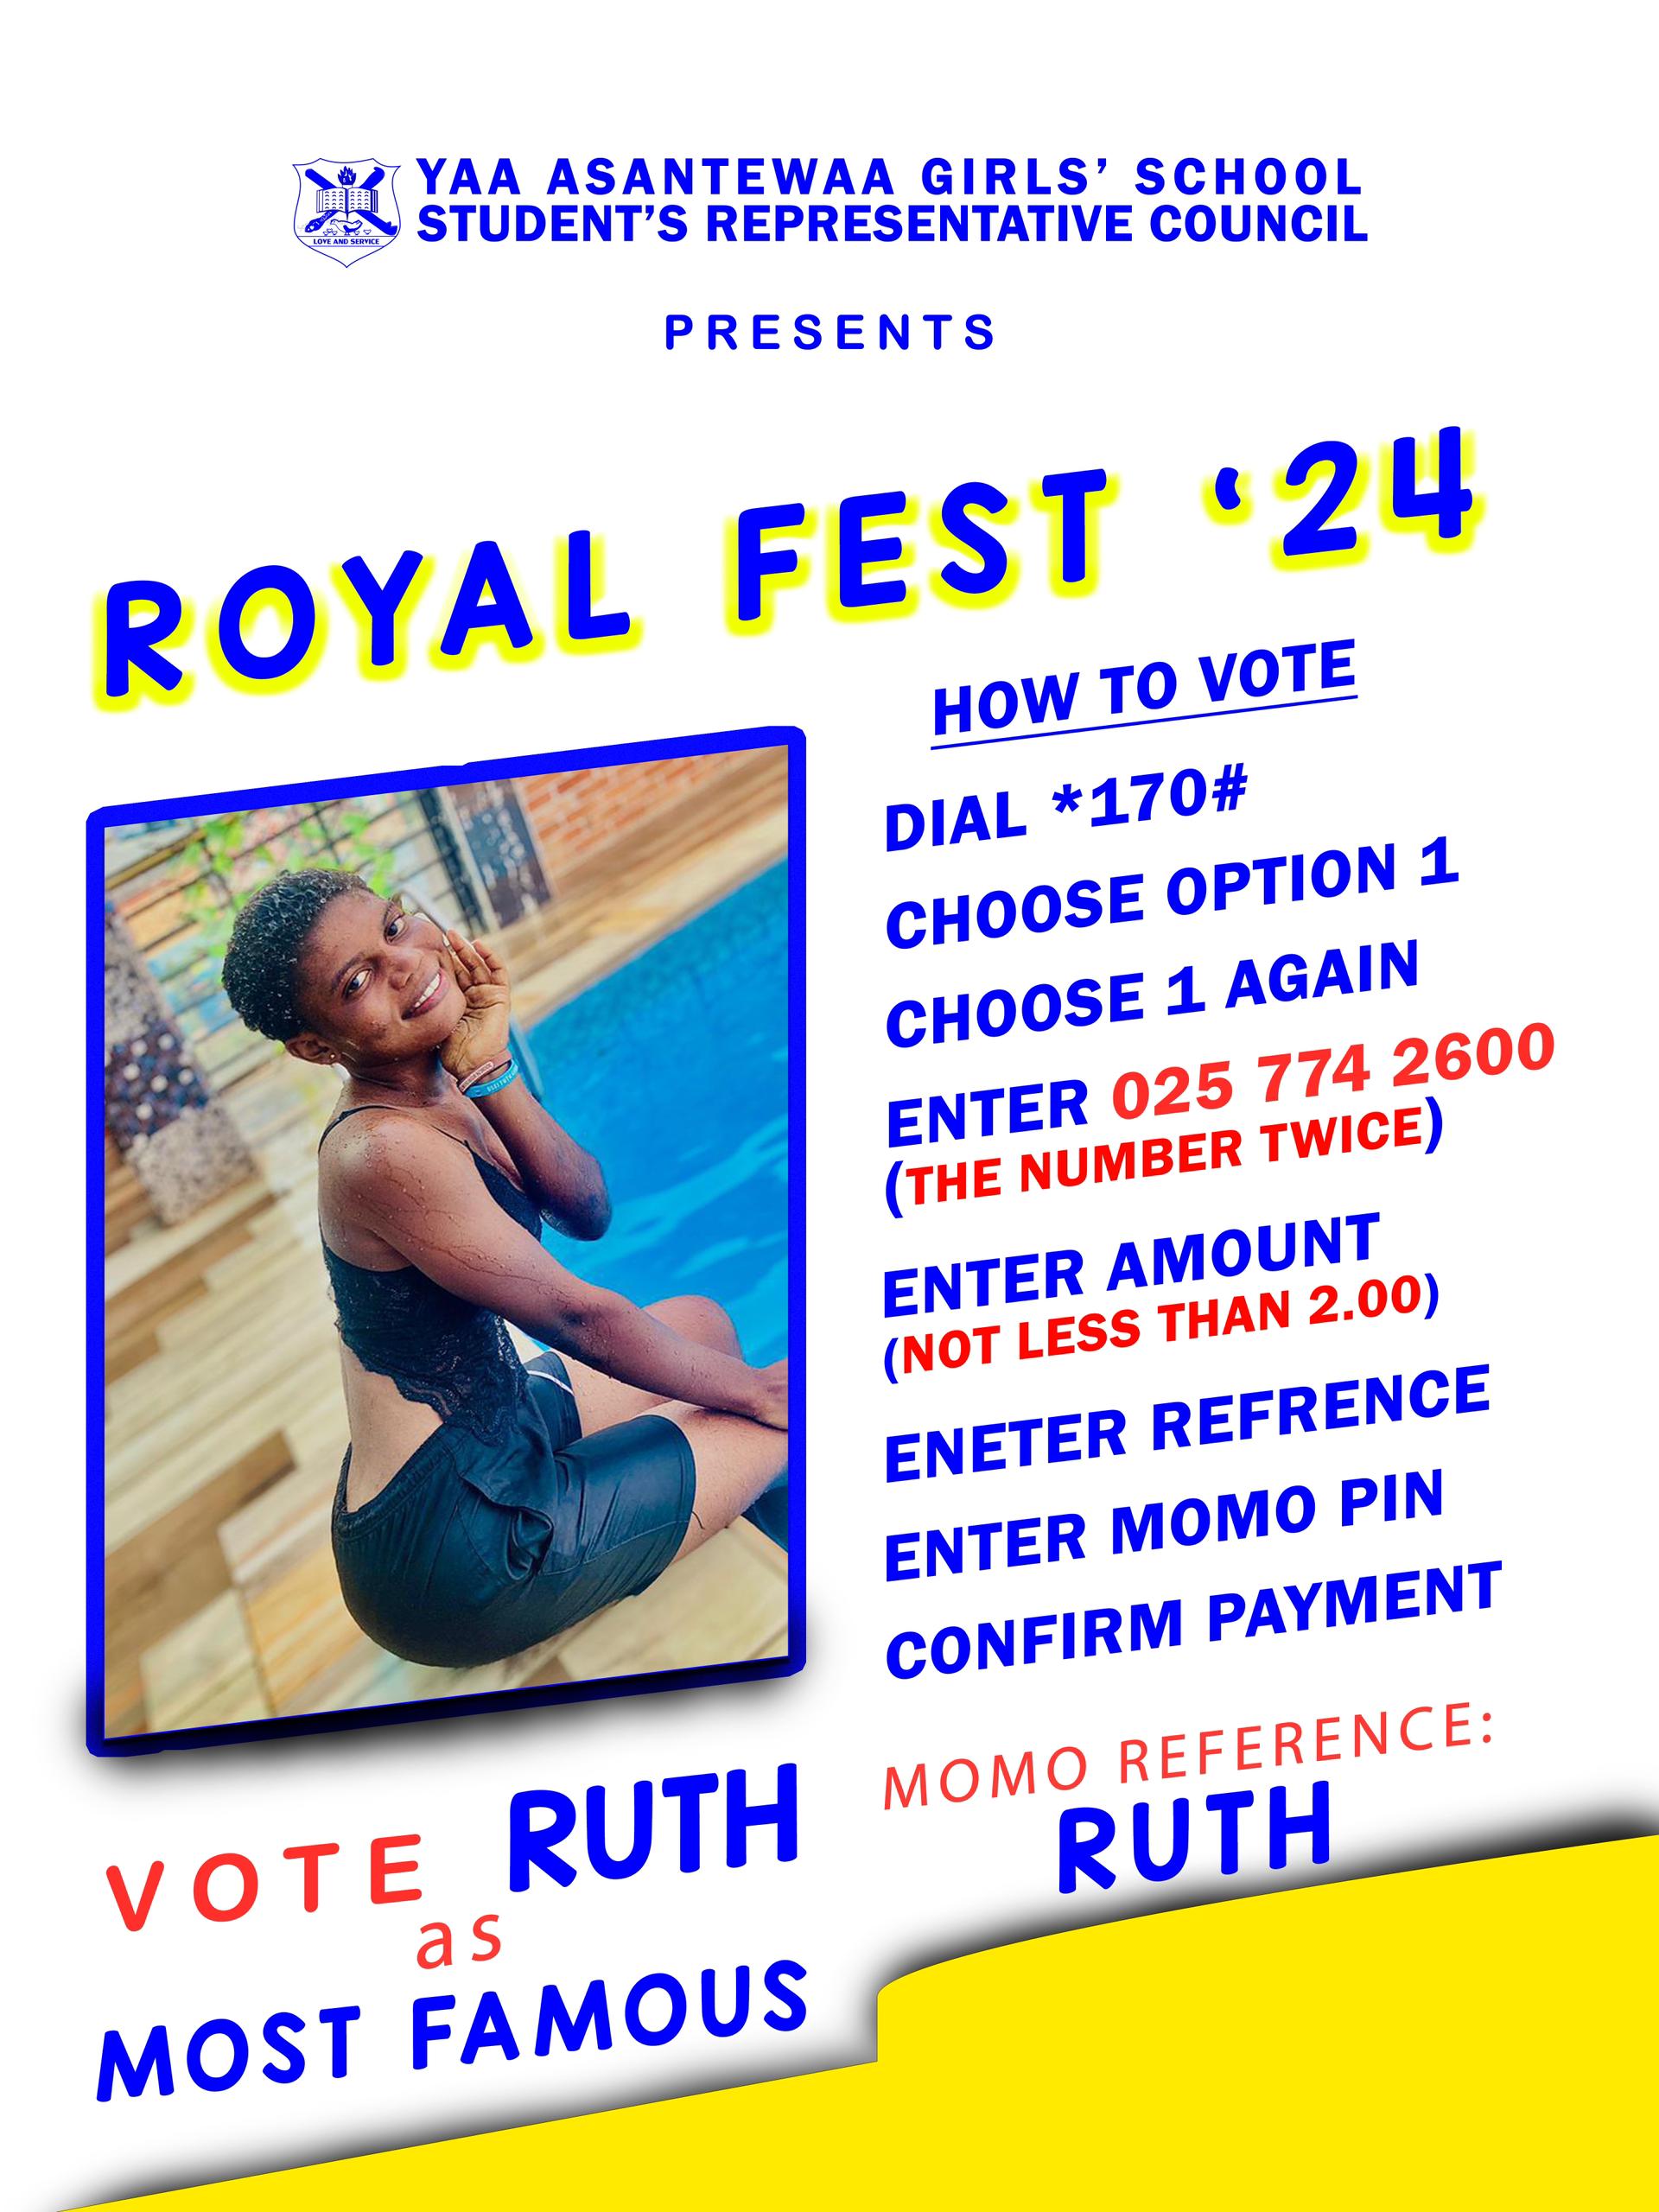 YAA ASANTEWAA GIRLS’ SCHOOL
STUDENT’S REPRESENTATIVE COUNCIL
LOVE AND SERVICE
PRESENTS
ROYAL FEST ‘24
HOW TO VOTE
DIAL *170#
CHOOSE OPTION 1
CHOOSE 1 AGAIN
ENTER 025 774 2600
(THE NUMBER TWICE)
ENTER AMOUNT
(NOT LESS THAN 2.00)
ENETER REFRENCE
ENTER MOMO PIN
CONFIRM PAYMENT
MOMO REFERENCE:
RUTH
VOTE RUTH
as
MOST FAMOUS